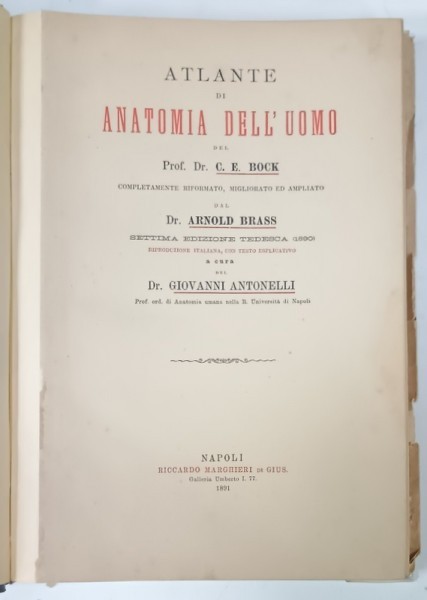 ATLANTE
DI
ANATOMIA DELL'UOMO
DEL
Prof. Dr. C. E. BOCK
COMPLETAMENTE RIFORMATO, MIGLIORATO ED AMPLIATO
DAL
Dr. ARNOLD BRASS
SETTIMA EDIZIONE TEDESCA (1890)
RIPRODUZIONE ITALIANA, CON TESTO ESPLICATIVO
a cura
DEL
Dr. GIOVANNI ANTONELLI
Prof. ord. di Anatomia umana nella R. Università di Napoli
NAPOLI
RICCARDO MARGHIERI DI GIUS.
Galleria Umberto I.
1891